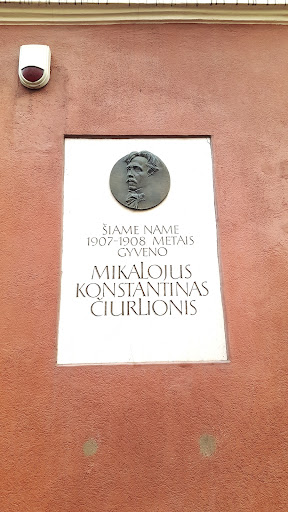 ŠIAME NAME
1907-1908 METAIS
GYVENO
MIKALOJUS
KONSTANTINAS
ČIURLIONIS